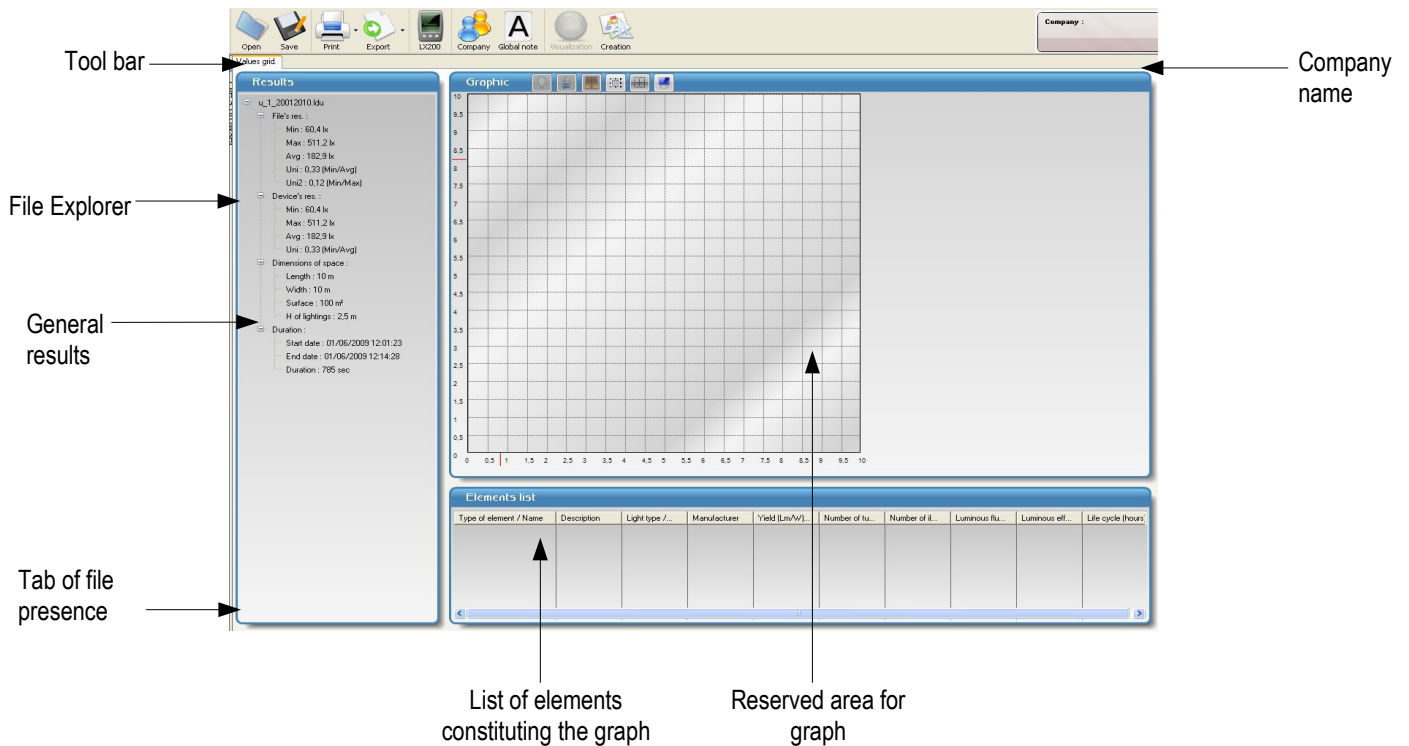 Open Save Print Export LX200 Company Global note Visualization Creation
Company :
Values grid.
Tool bar
Company
name
File Explorer
General
results
Tab of file
presence
Results
u_1_20012010.ldu
File's res. :
Min : 60,4 lx
Max : 511,2 lx
Avg : 182,9 lx
Uni : 0,33 (Min/Avg)
Uni2 : 0,12 (Min/Max)
Device's res. :
Min : 60,4 lx
Max : 511,2 lx
Avg : 182,9 lx
Uni : 0,33 (Min/Avg)
Dimensions of space :
Length : 10 m
Width : 10 m
Surface : 100 m²
H of lightings : 2,5 m
Duration :
Start date : 01/06/2009 12:01:23
End date : 01/06/2009 12:14:28
Duration : 785 sec
Graphic
10
9,5
9
8,5
8
7,5
7
6,5
6
5,5
5
4,5
4
3,5
3
2,5
2
1,5
1
0,5
0
0 0,5 1 1,5 2 2,5 3 3,5 4 4,5 5 5,5 6 6,5 7 7,5 8 8,5 9 9,5 10
Elements list
Type of element / Name Description Light type /... Manufacturer Yield (Lm/W)... Number of tu... Number of il... Luminous flu... Luminous eff... Life cycle (hours)
List of elements
constituting the graph
Reserved area for
graph